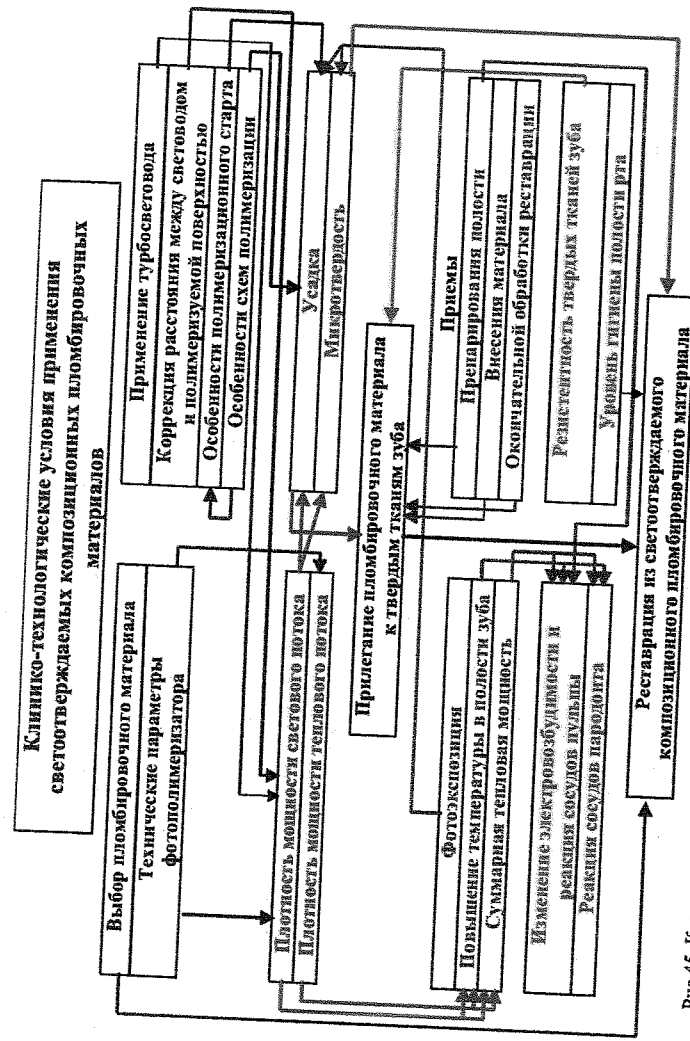 Клинико-технологические условия применения
светоотверждаемых композиционных пломбировочных
материалов
Выбор пломбировочного материала
Технические параметры
фотополимеризатора
Применение турбосветовода
Коррекция расстояния между световодом
и полимеризуемой поверхностью
Особенности полимеризационного старта
Особенности схем полимеризации
Плотность мощности светового потока
Плотность мощности теплового потока
Усадка
Микротвердость
Прилегание пломбировочного материала
к твердым тканям зуба
Фотоэкспозиция
Повышение температуры в полости зуба
Суммарная тепловая мощность
Приемы
Препарирования полости
Внесения материала
Окончательной обработки реставрации
Изменение электровозбудимости и
реакция сосудов пульпы
Реакция сосудов пародонта
Резистентность твердых тканей зуба
Уровень гигиены полости рта
Реставрация из светоотверждаемого
композиционного пломбировочного материала